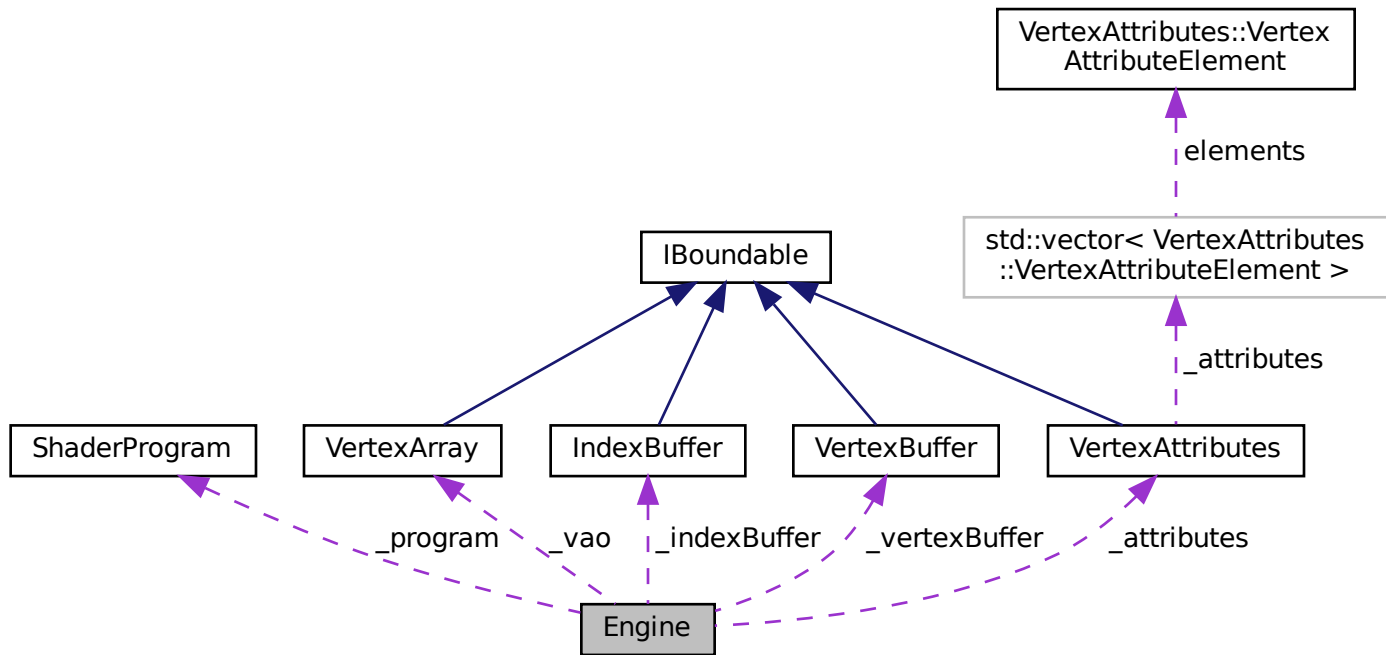 VertexAttributes::Vertex
AttributeElement
elements
std::vector< VertexAttributes
::VertexAttributeElement >
IBoundable
_attributes
ShaderProgram
VertexArray
IndexBuffer
VertexBuffer
VertexAttributes
_program
_vao
_indexBuffer
_vertexBuffer
_attributes
Engine